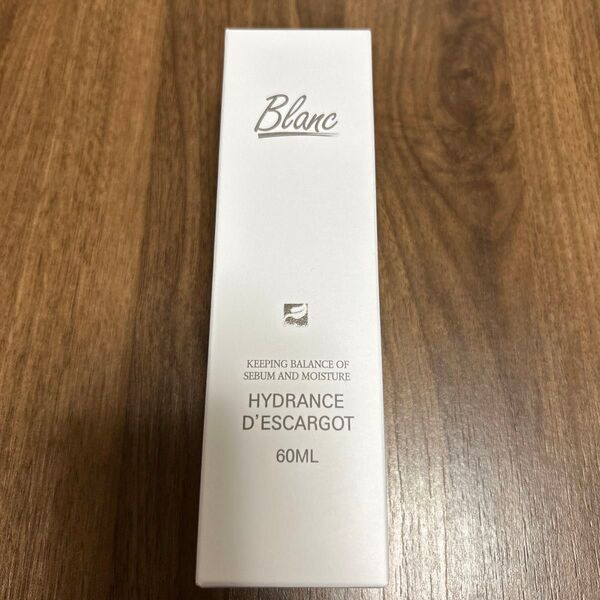 Blanc
KEEPING BALANCE OF
SEBUM AND MOISTURE
HYDRANCE
D'ESCARGOT
60ML